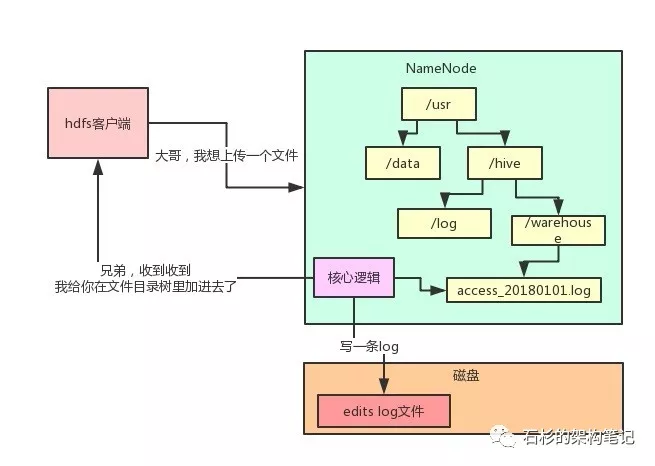 NameNode
/usr
hdfs客户端
大哥，我想上传一个文件
/data
/hive
/log
/warehous
e
兄弟，收到收到
我给你在文件目录树里加进去了
核心逻辑
access_20180101.log
写一条log
磁盘
edits log文件
石杉的架构笔记